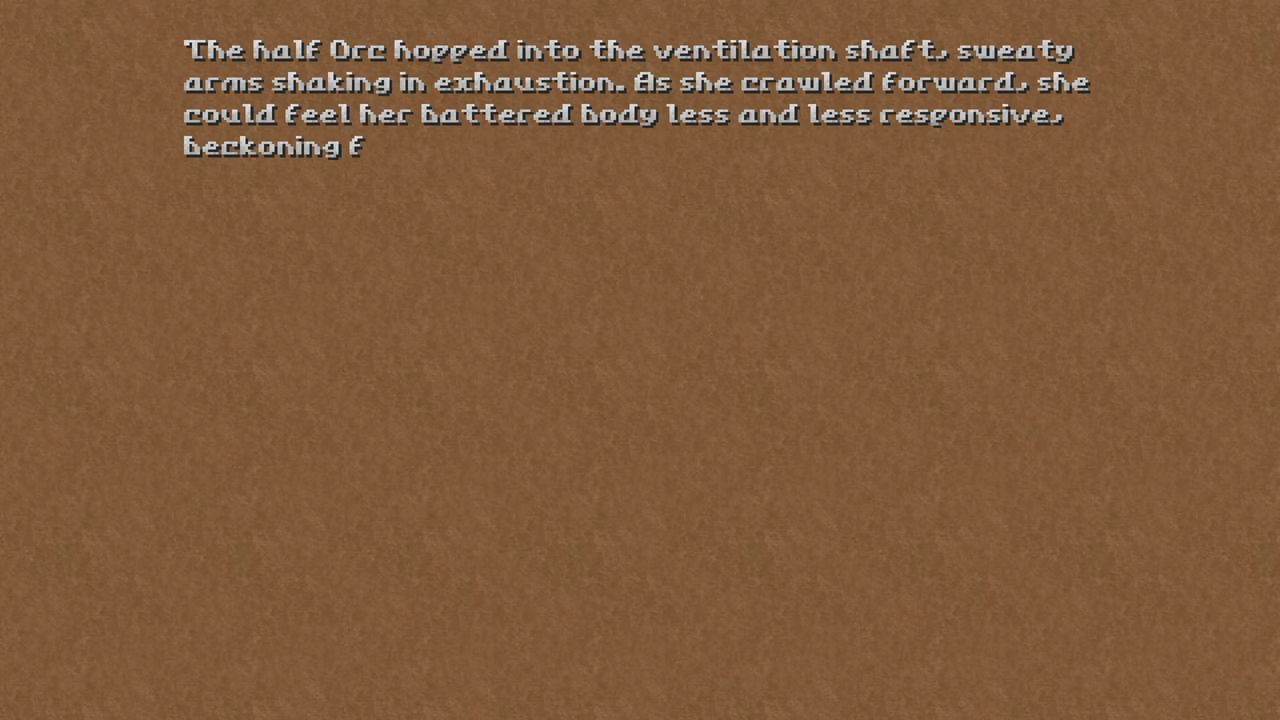 The half Orc hopped into the ventilation shaft, sweaty
arms shaking in exhaustion. As she crawled forward, she
could feel her battered body less and less responsive,
beckoning f